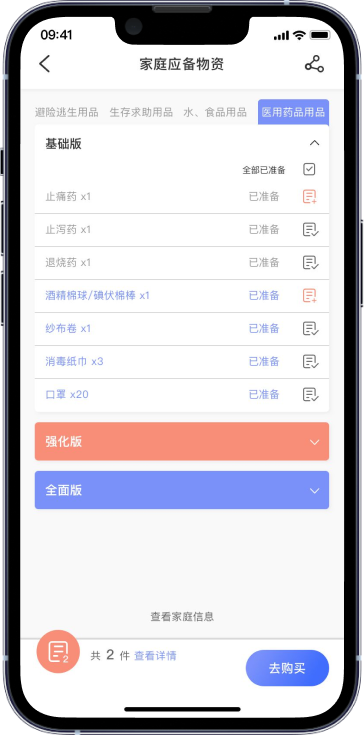 09:41
家庭应备物资
避险逃生用品 生存求助用品 水、食品用品 医用药品用品
基础版
全部已准备
止痛药 x1 已准备
止泻药 x1 已准备
退烧药 x1 已准备
酒精棉球/碘伏棉棒 x1 已准备
纱布卷 x1 已准备
消毒纸巾 x3 已准备
口罩 x20 已准备
强化版
全面版
查看家庭信息
2 共 2 件 查看详情 去购买